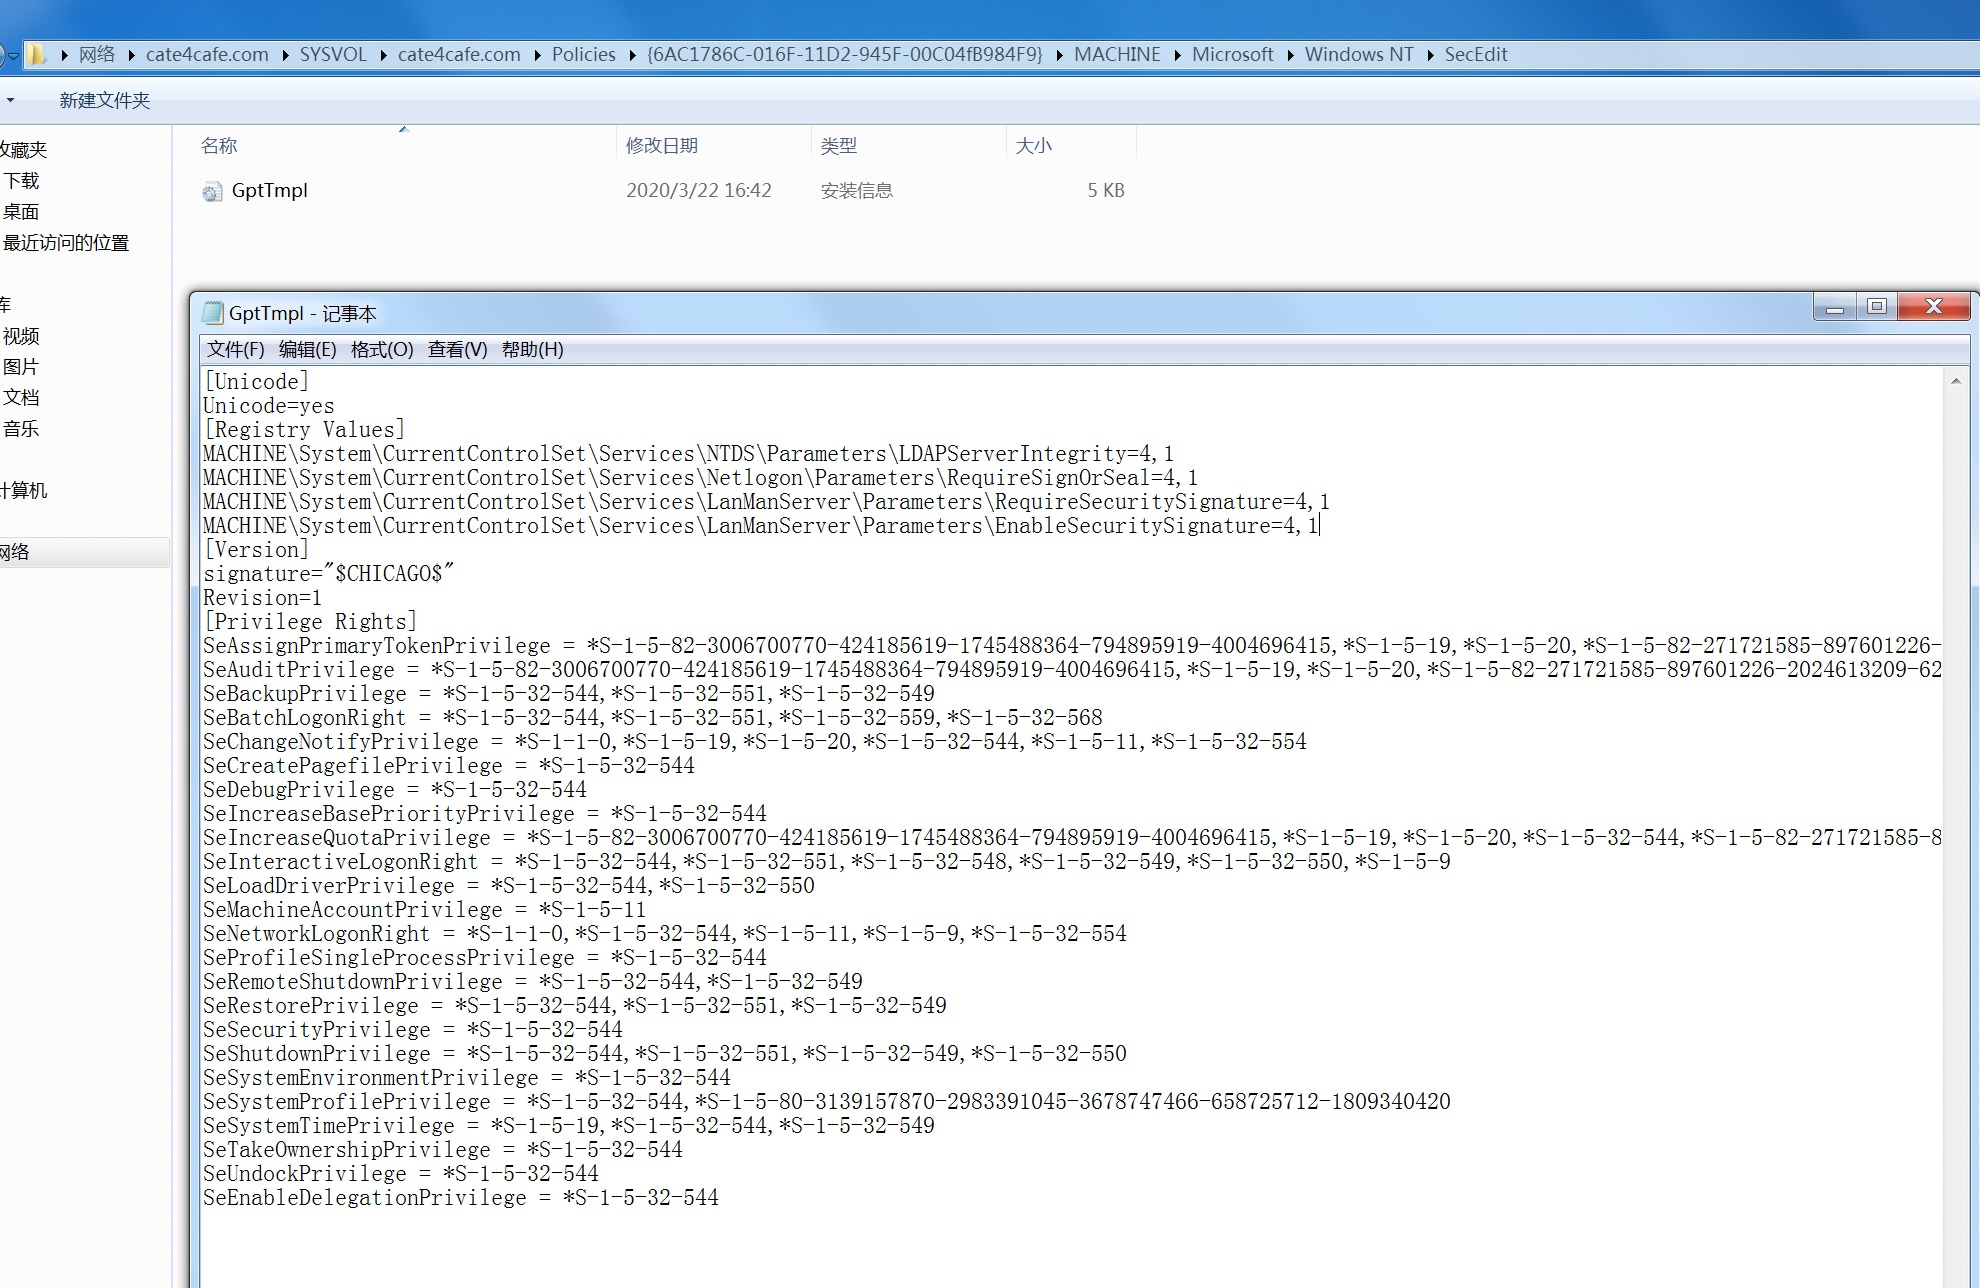 网络 cate4cafe.com SYSVOL cate4cafe.com Policies {6AC1786C-016F-11D2-945F-00C04fB984F9} MACHINE Microsoft Windows NT SecEdit
新建文件夹
名称 修改日期 类型 大小
GptTmpl 2020/3/22 16:42 安装信息 5 KB
收藏夹
下载
桌面
最近访问的位置
库
视频
图片
文档
音乐
计算机
网络
GptTmpl - 记事本
文件(F) 编辑(E) 格式(O) 查看(V) 帮助(H)
[Unicode]
Unicode=yes
[Registry Values]
MACHINE\System\CurrentControlSet\Services\NTDS\Parameters\LDAPServerIntegrity=4,1
MACHINE\System\CurrentControlSet\Services\Netlogon\Parameters\RequireSignOrSeal=4,1
MACHINE\System\CurrentControlSet\Services\LanManServer\Parameters\RequireSecuritySignature=4,1
MACHINE\System\CurrentControlSet\Services\LanManServer\Parameters\EnableSecuritySignature=4,1
[Version]
signature="$CHICAGO$"
Revision=1
[Privilege Rights]
SeAssignPrimaryTokenPrivilege = *S-1-5-82-3006700770-424185619-1745488364-794895919-4004696415,*S-1-5-19,*S-1-5-20,*S-1-5-82-271721585-897601226-
SeAuditPrivilege = *S-1-5-82-3006700770-424185619-1745488364-794895919-4004696415,*S-1-5-19,*S-1-5-20,*S-1-5-82-271721585-897601226-2024613209-62
SeBackupPrivilege = *S-1-5-32-544,*S-1-5-32-551,*S-1-5-32-549
SeBatchLogonRight = *S-1-5-32-544,*S-1-5-32-551,*S-1-5-32-559,*S-1-5-32-568
SeChangeNotifyPrivilege = *S-1-1-0,*S-1-5-19,*S-1-5-20,*S-1-5-32-544,*S-1-5-11,*S-1-5-32-554
SeCreatePagefilePrivilege = *S-1-5-32-544
SeDebugPrivilege = *S-1-5-32-544
SeIncreaseBasePriorityPrivilege = *S-1-5-32-544
SeIncreaseQuotaPrivilege = *S-1-5-82-3006700770-424185619-1745488364-794895919-4004696415,*S-1-5-19,*S-1-5-20,*S-1-5-32-544,*S-1-5-82-271721585-8
SeInteractiveLogonRight = *S-1-5-32-544,*S-1-5-32-551,*S-1-5-32-548,*S-1-5-32-549,*S-1-5-32-550,*S-1-5-9
SeLoadDriverPrivilege = *S-1-5-32-544,*S-1-5-32-550
SeMachineAccountPrivilege = *S-1-5-11
SeNetworkLogonRight = *S-1-1-0,*S-1-5-32-544,*S-1-5-11,*S-1-5-9,*S-1-5-32-554
SeProfileSingleProcessPrivilege = *S-1-5-32-544
SeRemoteShutdownPrivilege = *S-1-5-32-544,*S-1-5-32-549
SeRestorePrivilege = *S-1-5-32-544,*S-1-5-32-551,*S-1-5-32-549
SeSecurityPrivilege = *S-1-5-32-544
SeShutdownPrivilege = *S-1-5-32-544,*S-1-5-32-551,*S-1-5-32-549,*S-1-5-32-550
SeSystemEnvironmentPrivilege = *S-1-5-32-544
SeSystemProfilePrivilege = *S-1-5-32-544,*S-1-5-80-3139157870-2983391045-3678747466-658725712-1809340420
SeSystemTimePrivilege = *S-1-5-19,*S-1-5-32-544,*S-1-5-32-549
SeTakeOwnershipPrivilege = *S-1-5-32-544
SeUndockPrivilege = *S-1-5-32-544
SeEnableDelegationPrivilege = *S-1-5-32-544